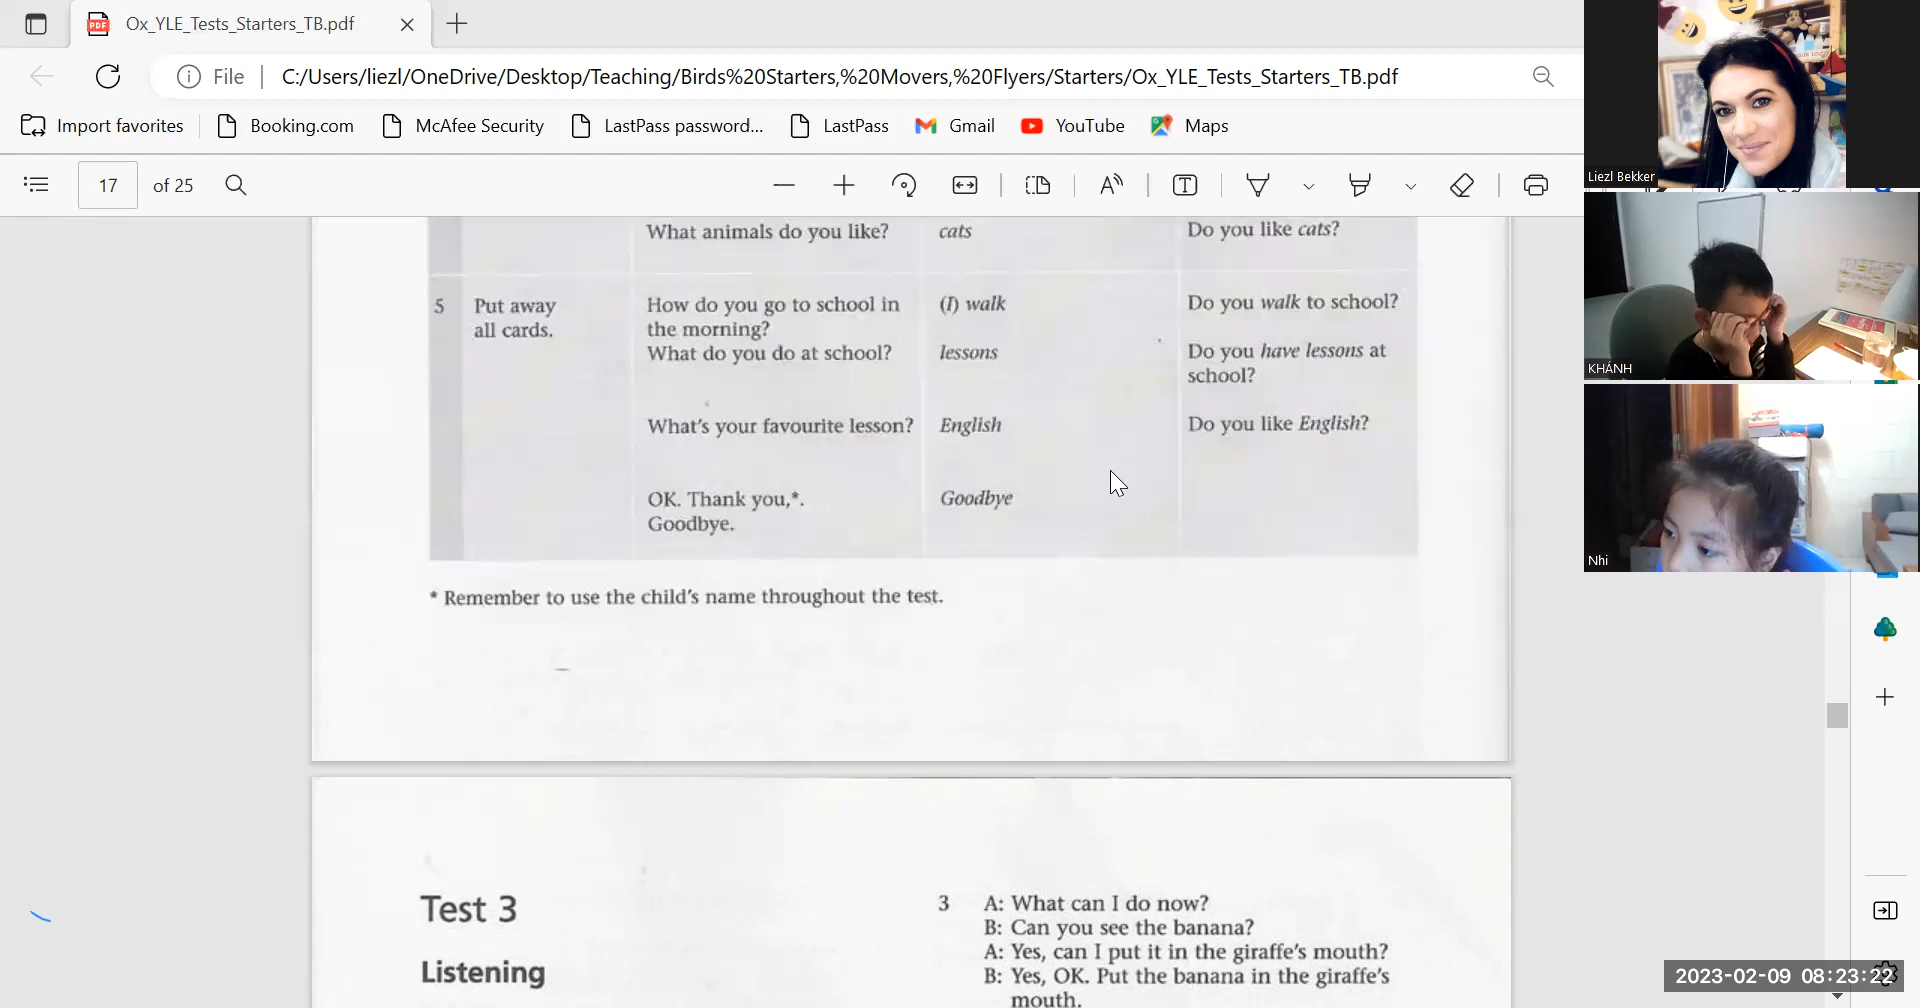 Ox_YLE_Tests_Starters_TB.pdf
File
C:/Users/liezl/OneDrive/Desktop/Teaching/Birds%20Starters,%20Movers,%20Flyers/Starters/Ox_YLE_Tests_Starters_TB.pdf
Import favorites
Booking.com
McAfee Security
LastPass password...
LastPass
Gmail
YouTube
Maps
17 of 25
What animals do you like? cats Do you like cats?
5 Put away all cards.
How do you go to school in the morning?
(I) walk
Do you walk to school?
What do you do at school?
lessons
Do you have lessons at school?
What's your favourite lesson?
English
Do you like English?
OK. Thank you,*.
Goodbye.
Goodbye
* Remember to use the child's name throughout the test.
Test 3
Listening
3 A: What can I do now?
B: Can you see the banana?
A: Yes, can I put it in the giraffe's mouth?
B: Yes, OK. Put the banana in the giraffe's
mouth.
Liezl Bekker
KHÁNH
Nhi
2023-02-09 08:23:22